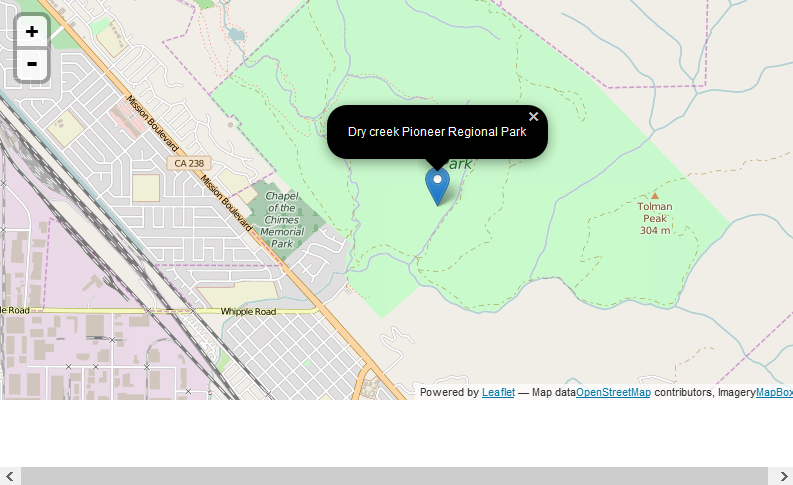 +
-
Mission Boulevard
CA 238
Mission Boulevard
Dry creek Pioneer Regional Park
×
Park
Chapel
of the
Chimes
Memorial
Park
Tolman
Peak
304 m
le Road
Whipple Road
Powered by Leaflet — Map dataOpenStreetMap contributors, ImageryMapBox